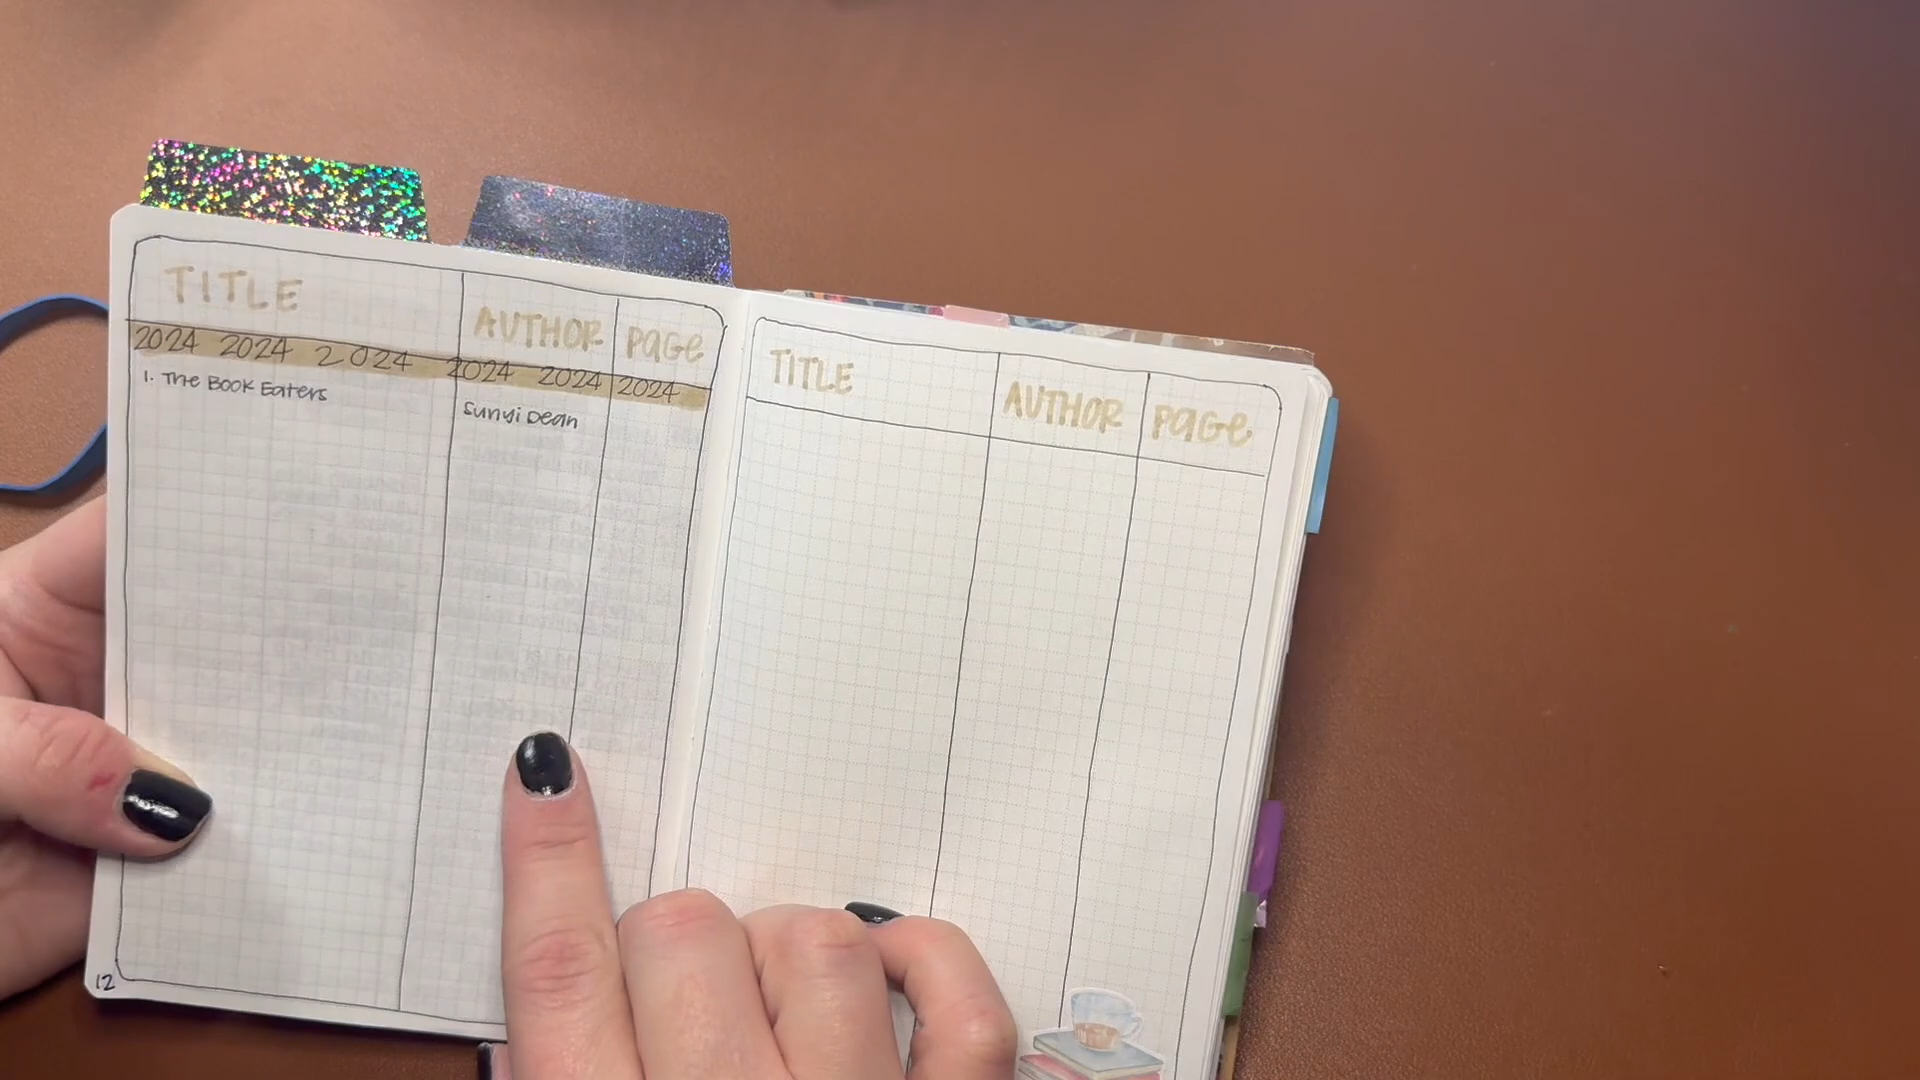 TITLE AUTHOR PAGE
2024 2024 2024 2024 2024 2024
1. The Book Eaters Sunyi Dean
12
TITLE AUTHOR PAGE